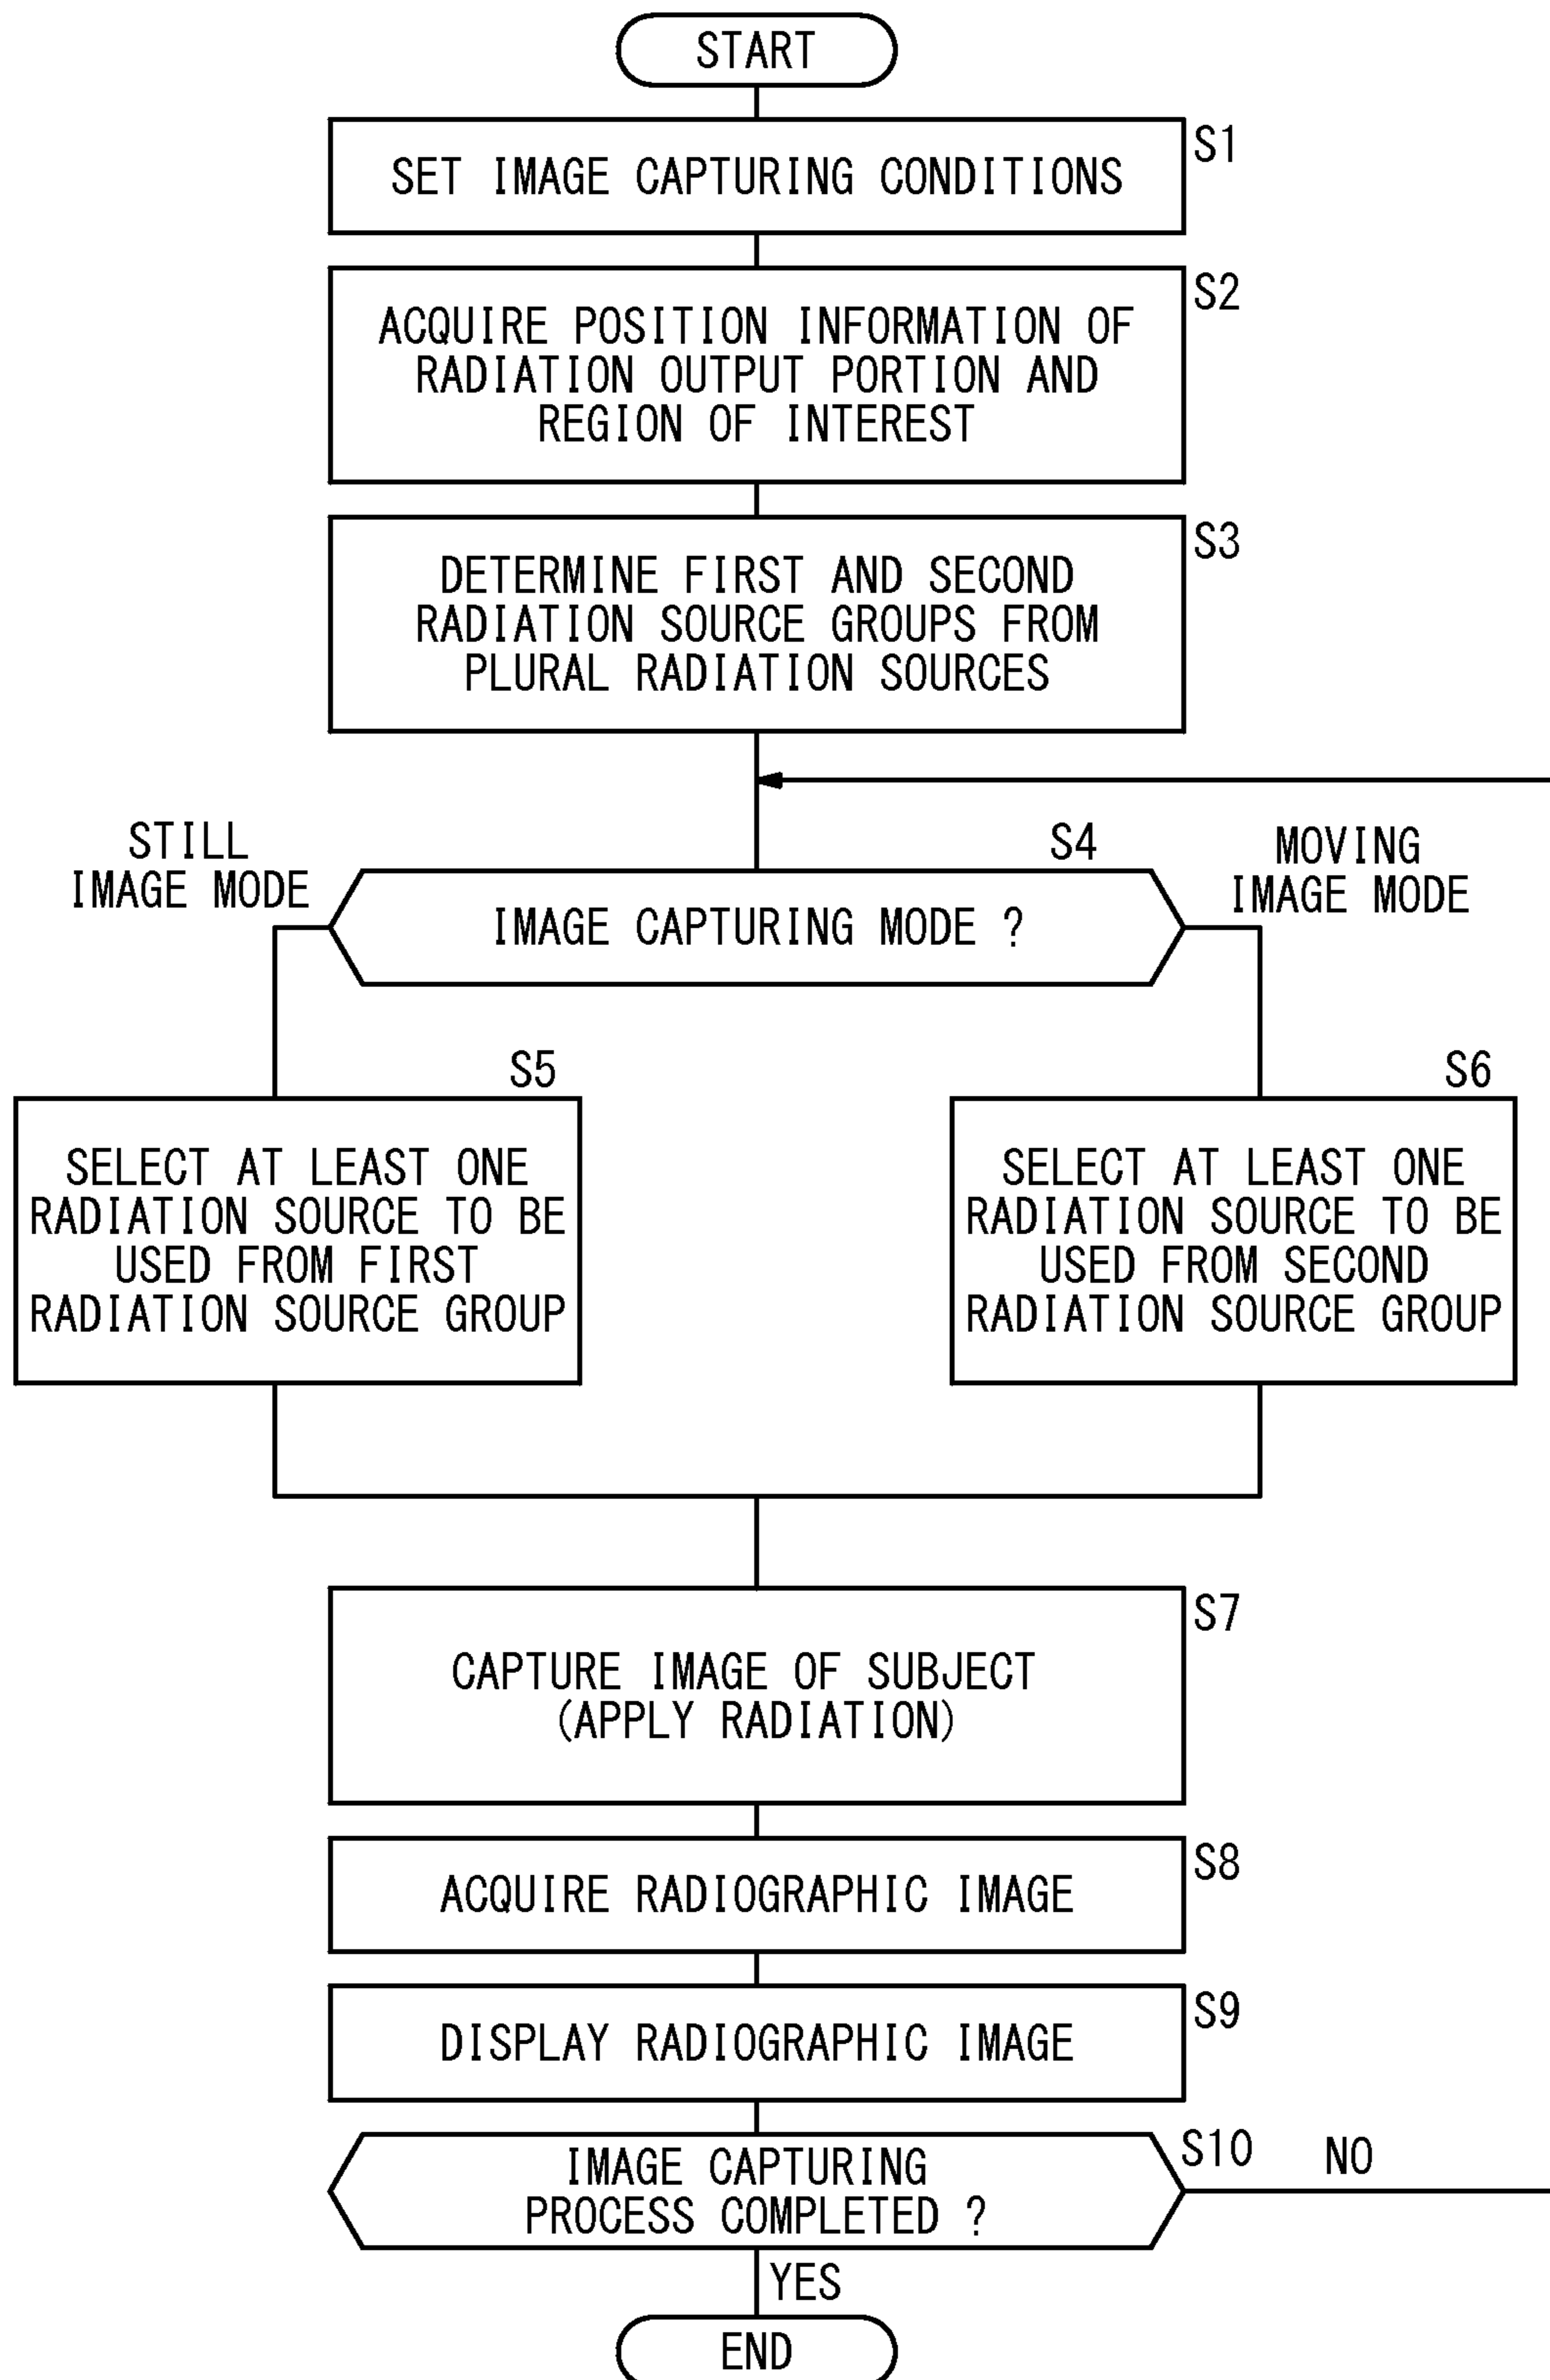 START
S1
SET IMAGE CAPTURING CONDITIONS
S2
ACQUIRE POSITION INFORMATION OF
RADIATION OUTPUT PORTION AND
REGION OF INTEREST
S3
DETERMINE FIRST AND SECOND
RADIATION SOURCE GROUPS FROM
PLURAL RADIATION SOURCES
STILL
IMAGE MODE
S4
MOVING
IMAGE MODE
IMAGE CAPTURING MODE ?
S5
SELECT AT LEAST ONE
RADIATION SOURCE TO BE
USED FROM FIRST
RADIATION SOURCE GROUP
S6
SELECT AT LEAST ONE
RADIATION SOURCE TO BE
USED FROM SECOND
RADIATION SOURCE GROUP
S7
CAPTURE IMAGE OF SUBJECT
(APPLY RADIATION)
S8
ACQUIRE RADIOGRAPHIC IMAGE
S9
DISPLAY RADIOGRAPHIC IMAGE
S10
NO
IMAGE CAPTURING
PROCESS COMPLETED ?
YES
END